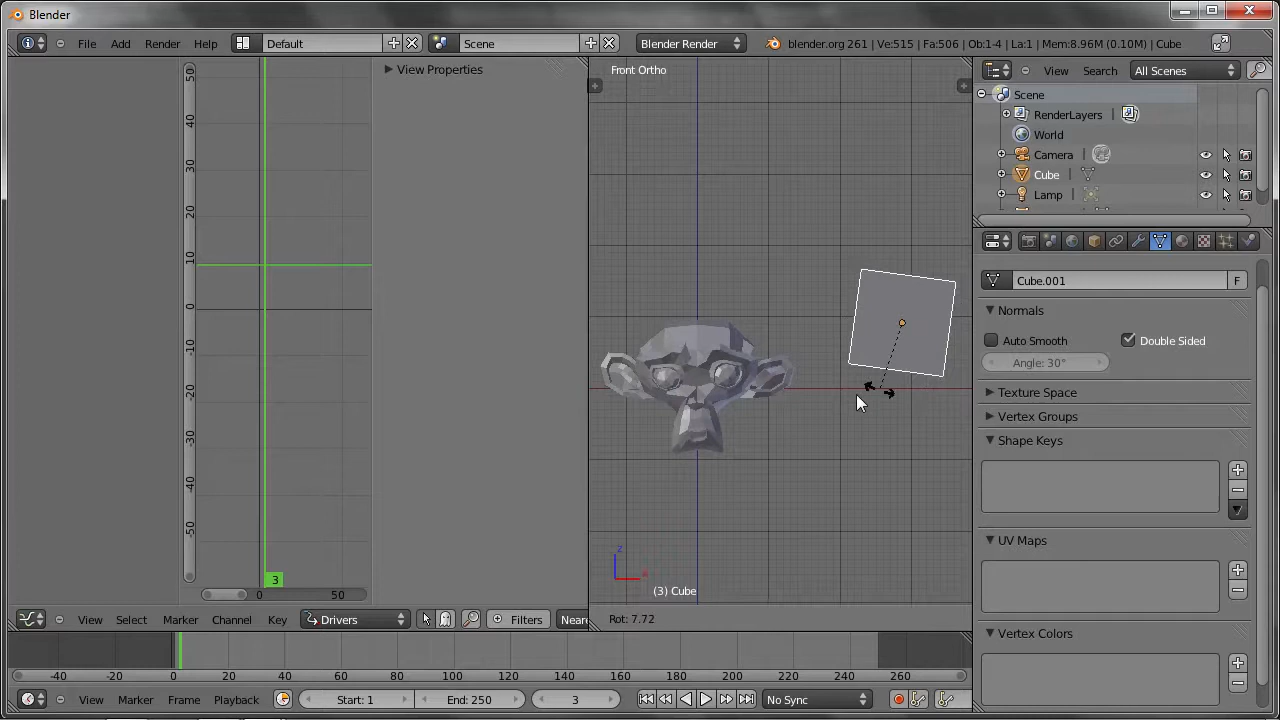 Blender
File Add Render Help Default Scene Blender Render blender.org 261 | Ve:515 | Fa:506 | Ob:1-4 | La:1 | Mem:8.96M (0.10M) | Cube
View Properties
Front Ortho
View Search All Scenes
Scene
RenderLayers
World
Camera
Cube
Lamp
Cube.001 F
Normals
Auto Smooth Double Sided
Angle: 30°
Texture Space
Vertex Groups
Shape Keys
UV Maps
Vertex Colors
50
40
30
20
10
0
-10
-20
-30
-40
-50
3
0 50
z
x
(3) Cube
View Select Marker Channel Key Drivers Filters Neare
Rot: 7.72
-40 -20 0 20 40 60 80 100 120 140 160 180 200 220 240 260
View Marker Frame Playback Start: 1 End: 250 3 No Sync